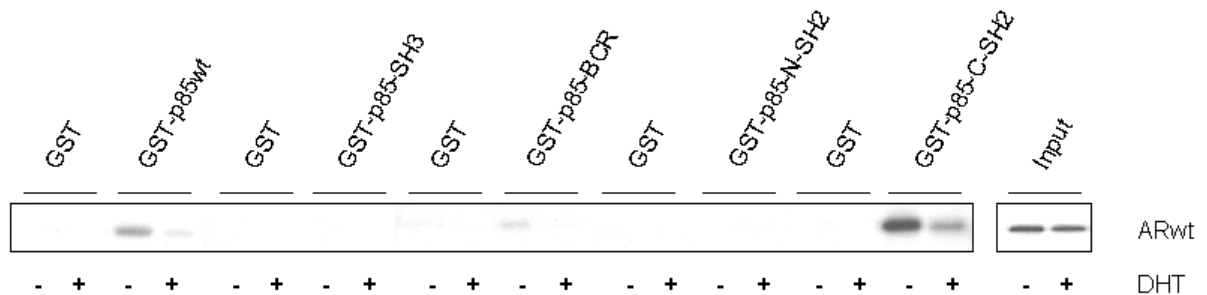 GST GST-p85wt GST GST-p85-SH3 GST GST-p85-BCR GST GST-p85-N-SH2 GST GST-p85-C-SH2 Input
ARwt
- + - + - + - + - + - + - + - + - + - + - + DHT